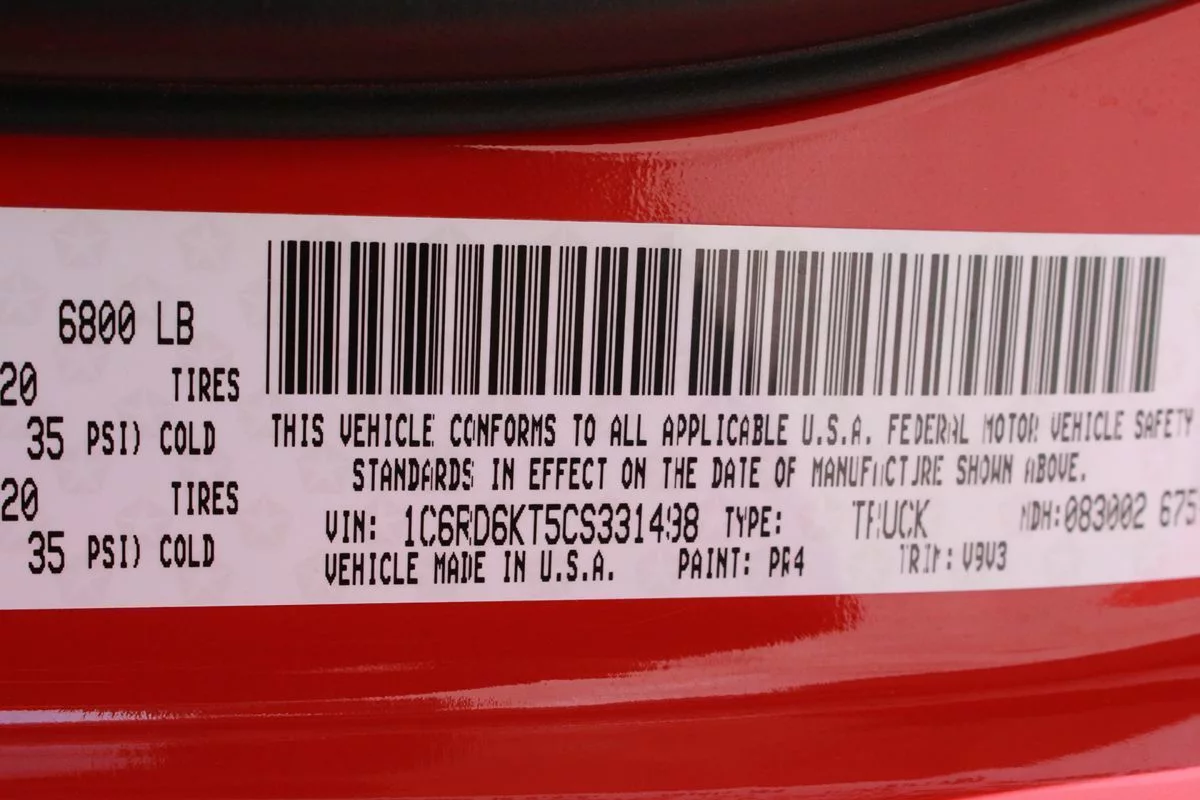 6800 LB
20 TIRES
35 PSI) COLD
20 TIRES
35 PSI) COLD
THIS VEHICLE CONFORMS TO ALL APPLICABLE U.S.A. FEDERAL MOTOR VEHICLE SAFETY
STANDARDS IN EFFECT ON THE DATE OF MANUFACTURE SHOWN ABOVE.
VIN: 1C6RD6KT5CS331498 TYPE: TRUCK MDH:083002 675
VEHICLE MADE IN U.S.A. PAINT: PR4 TRIM: V9V3